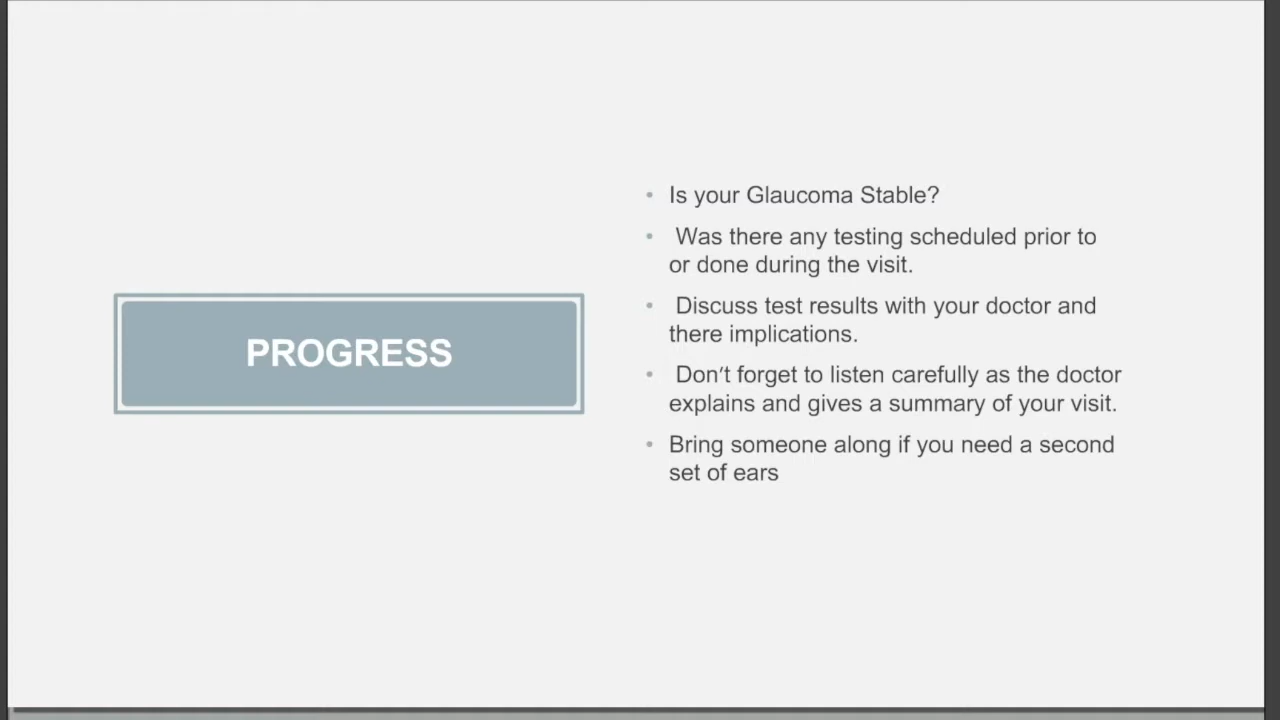 PROGRESS
• Is your Glaucoma Stable?
• Was there any testing scheduled prior to
or done during the visit.
• Discuss test results with your doctor and
there implications.
• Don't forget to listen carefully as the doctor
explains and gives a summary of your visit.
• Bring someone along if you need a second
set of ears